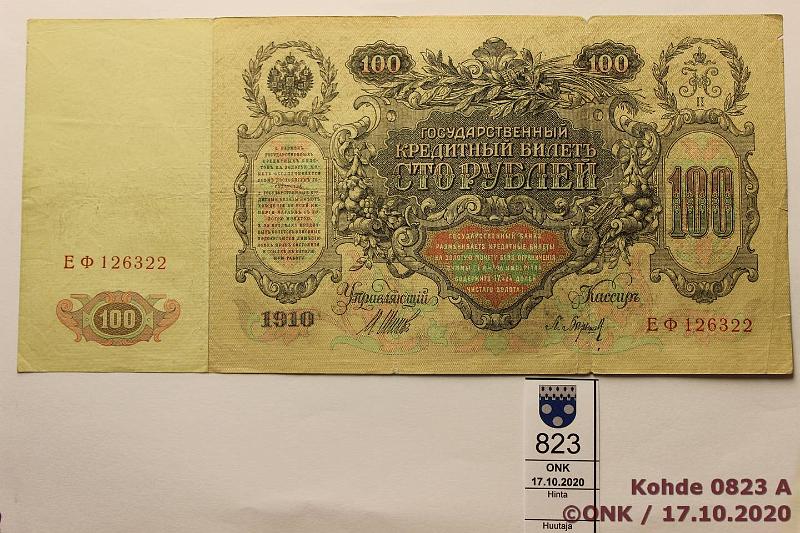 100
100
II
ГОСУДАРСТВЕННЫЙ
КРЕДИТНЫЙ БИЛЕТЪ
СТО РУБЛЕЙ
100
ГОСУДАРСТВЕННЫЙ БАНКЪ
РАЗМѢНИВАЕТЪ КРЕДИТНЫЕ БИЛЕТЫ
НА ЗОЛОТУЮ МОНЕТУ БЕЗЪ ОГРАНИЧЕНІЯ
СУММЫ
ЧИСТАГО ЗОЛОТА
ЕФ 126322
100
Управляющій
Кассиръ
1910
ЕФ 126322
823
ONK
17.10.2020
Hinta
Huutaja
Kohde 0823 A
©ONK / 17.10.2020